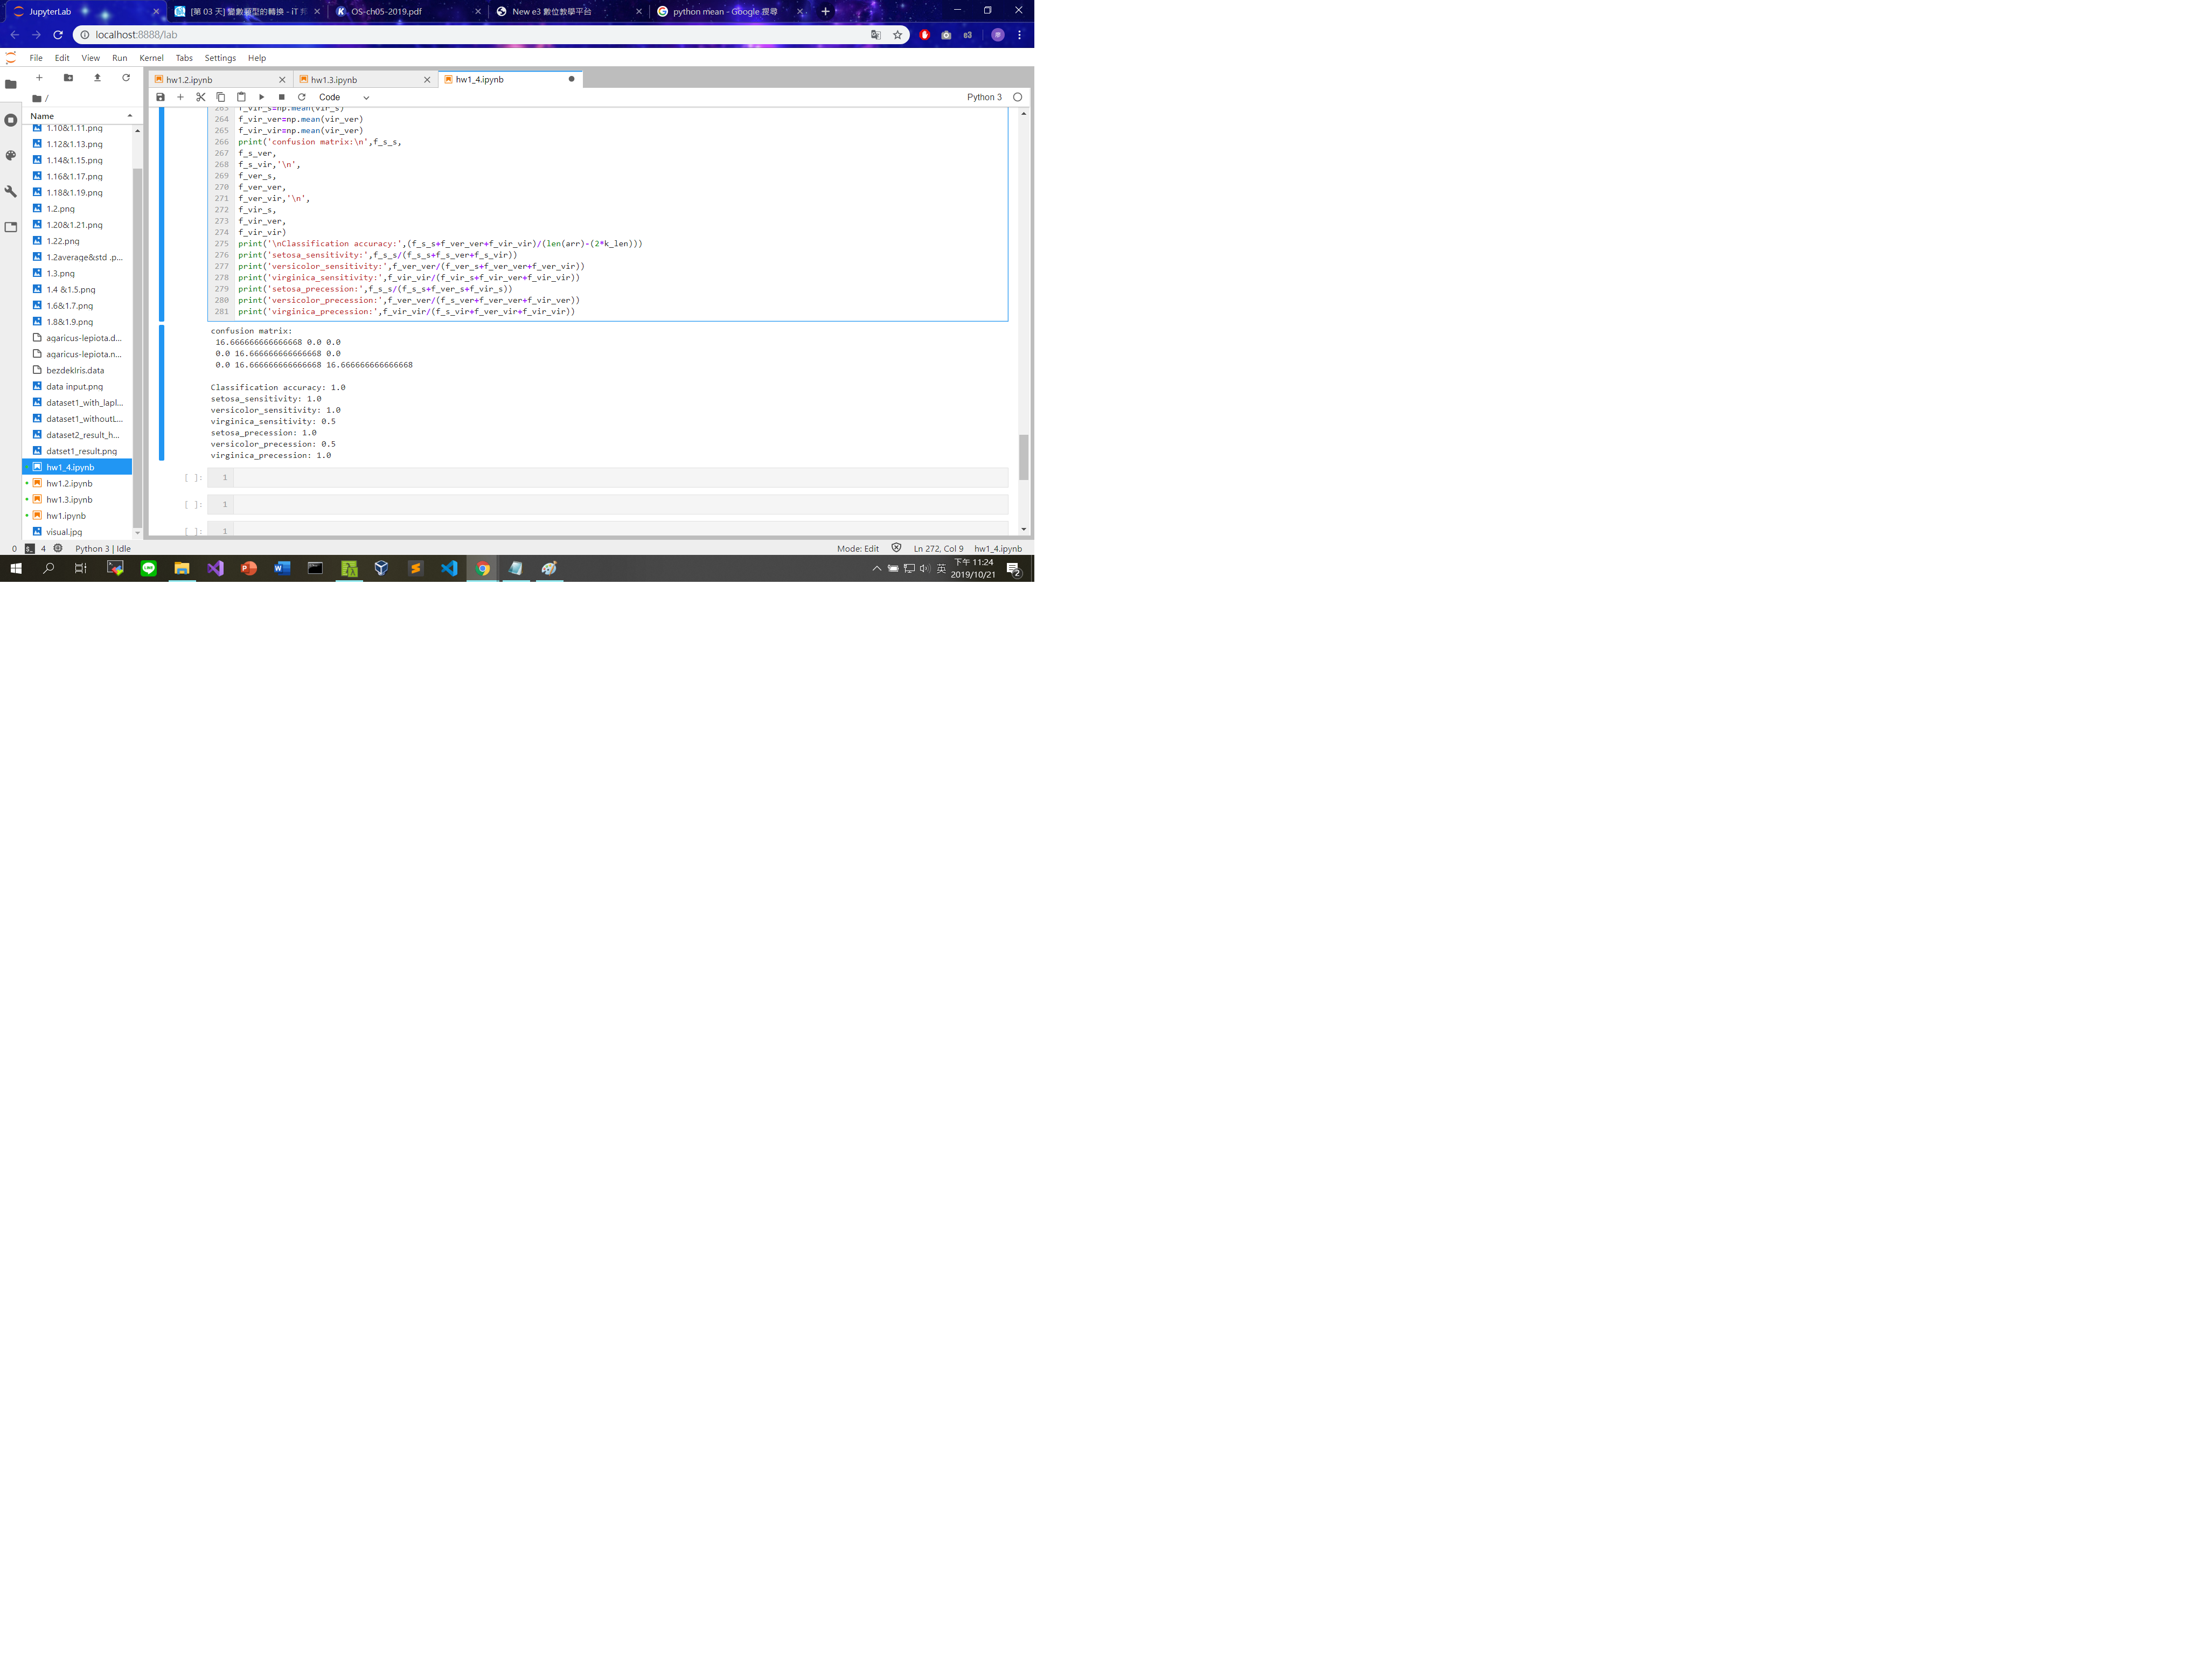 JupyterLab
[第 03 天] 變數類型的轉換 - iT
OS-ch05-2019.pdf
New e3 數位教學平台
python mean - Google 搜尋
localhost:8888/lab
e3
File Edit View Run Kernel Tabs Settings Help
hw1.2.ipynb
hw1.3.ipynb
hw1_4.ipynb
/
Code
Python 3
Name
1.10&1.11.png
1.12&1.13.png
1.14&1.15.png
1.16&1.17.png
1.18&1.19.png
1.2.png
1.20&1.21.png
1.22.png
1.2average&std .p...
1.3.png
1.4 &1.5.png
1.6&1.7.png
1.8&1.9.png
agaricus-lepiota.d...
agaricus-lepiota.n...
bezdekIris.data
data input.png
dataset1_with_lapl...
dataset1_withoutL...
dataset2_result_h...
datset1_result.png
hw1_4.ipynb
hw1.2.ipynb
hw1.3.ipynb
hw1.ipynb
visual.jpg
263 f_vir_s=np.mean(vir_s)
264 f_vir_ver=np.mean(vir_ver)
265 f_vir_vir=np.mean(vir_ver)
266 print('confusion matrix:\n',f_s_s,
267 f_s_ver,
268 f_s_vir,'\n',
269 f_ver_s,
270 f_ver_ver,
271 f_ver_vir,'\n',
272 f_vir_s,
273 f_vir_ver,
274 f_vir_vir)
275 print('\nClassification accuracy:',(f_s_s+f_ver_ver+f_vir_vir)/(len(arr)-(2*k_len)))
276 print('setosa_sensitivity:',f_s_s/(f_s_s+f_s_ver+f_s_vir))
277 print('versicolor_sensitivity:',f_ver_ver/(f_ver_s+f_ver_ver+f_ver_vir))
278 print('virginica_sensitivity:',f_vir_vir/(f_vir_s+f_vir_ver+f_vir_vir))
279 print('setosa_precession:',f_s_s/(f_s_s+f_ver_s+f_vir_s))
280 print('versicolor_precession:',f_ver_ver/(f_s_ver+f_ver_ver+f_vir_ver))
281 print('virginica_precession:',f_vir_vir/(f_s_vir+f_ver_vir+f_vir_vir))
confusion matrix:
16.666666666666668 0.0 0.0
0.0 16.666666666666668 0.0
0.0 16.666666666666668 16.666666666666668
Classification accuracy: 1.0
setosa_sensitivity: 1.0
versicolor_sensitivity: 1.0
virginica_sensitivity: 0.5
setosa_precession: 1.0
versicolor_precession: 0.5
virginica_precession: 1.0
[ ]: 1
[ ]: 1
[ ]: 1
0 4 Python 3 | Idle
Mode: Edit Ln 272, Col 9 hw1_4.ipynb
英
下午 11:24
2019/10/21
2